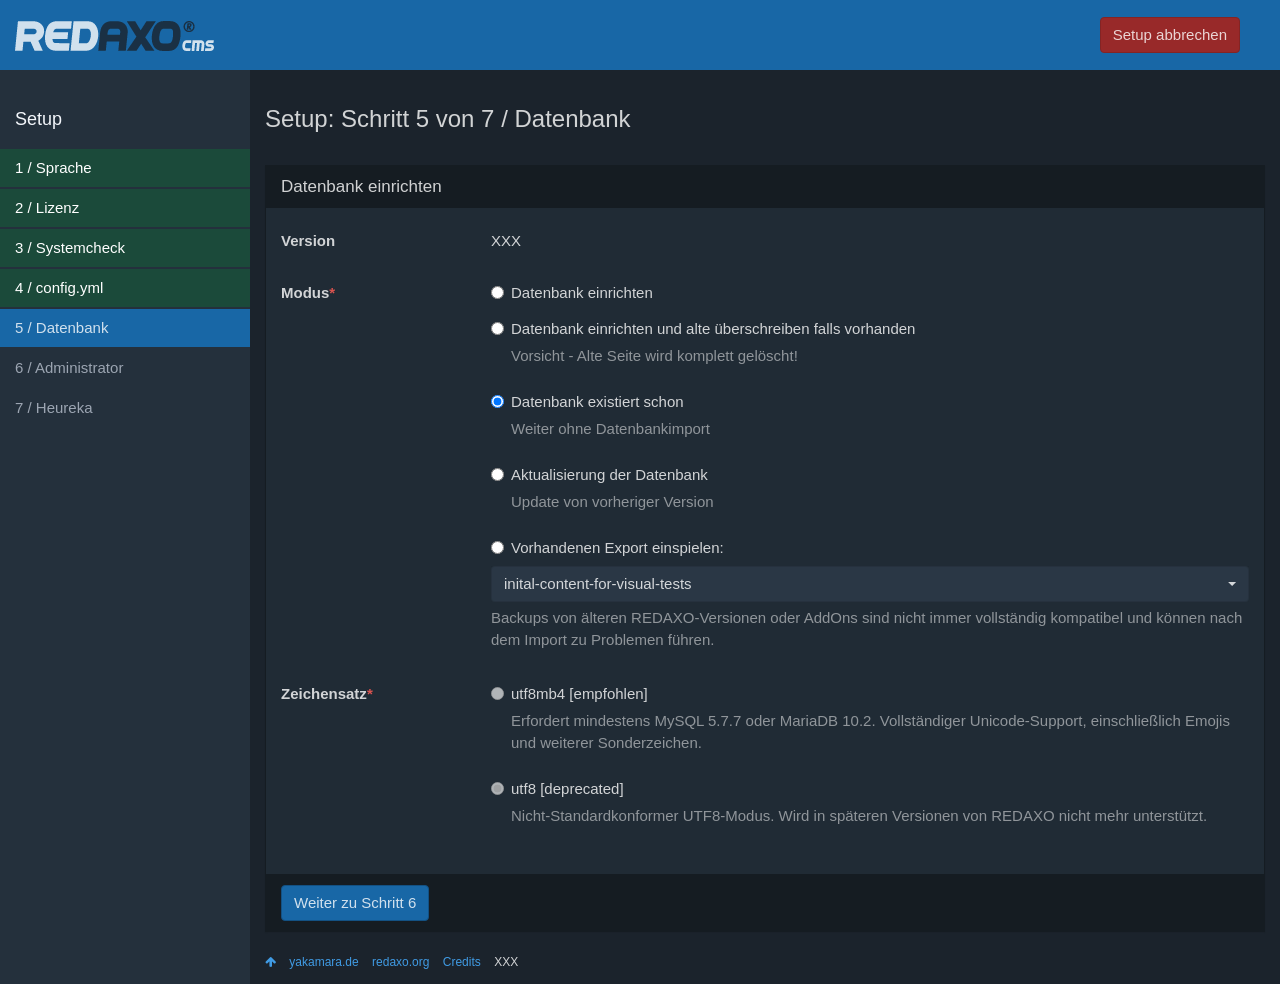 REDAXO® cms
Setup abbrechen
Setup
1 / Sprache
2 / Lizenz
3 / Systemcheck
4 / config.yml
5 / Datenbank
6 / Administrator
7 / Heureka
Setup: Schritt 5 von 7 / Datenbank
Datenbank einrichten
Version XXX
Modus* Datenbank einrichten
Datenbank einrichten und alte überschreiben falls vorhanden
Vorsicht - Alte Seite wird komplett gelöscht!
Datenbank existiert schon
Weiter ohne Datenbankimport
Aktualisierung der Datenbank
Update von vorheriger Version
Vorhandenen Export einspielen:
inital-content-for-visual-tests
Backups von älteren REDAXO-Versionen oder AddOns sind nicht immer vollständig kompatibel und können nach
dem Import zu Problemen führen.
Zeichensatz* utf8mb4 [empfohlen]
Erfordert mindestens MySQL 5.7.7 oder MariaDB 10.2. Vollständiger Unicode-Support, einschließlich Emojis
und weiterer Sonderzeichen.
utf8 [deprecated]
Nicht-Standardkonformer UTF8-Modus. Wird in späteren Versionen von REDAXO nicht mehr unterstützt.
Weiter zu Schritt 6
yakamara.de redaxo.org Credits XXX